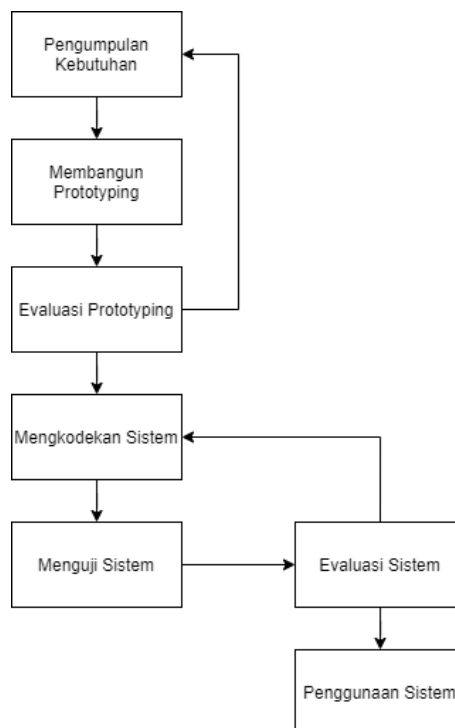 Pengumpulan
Kebutuhan
Membangun
Prototyping
Evaluasi Prototyping
Mengkodekan Sistem
Menguji Sistem
Evaluasi Sistem
Penggunaan Sistem